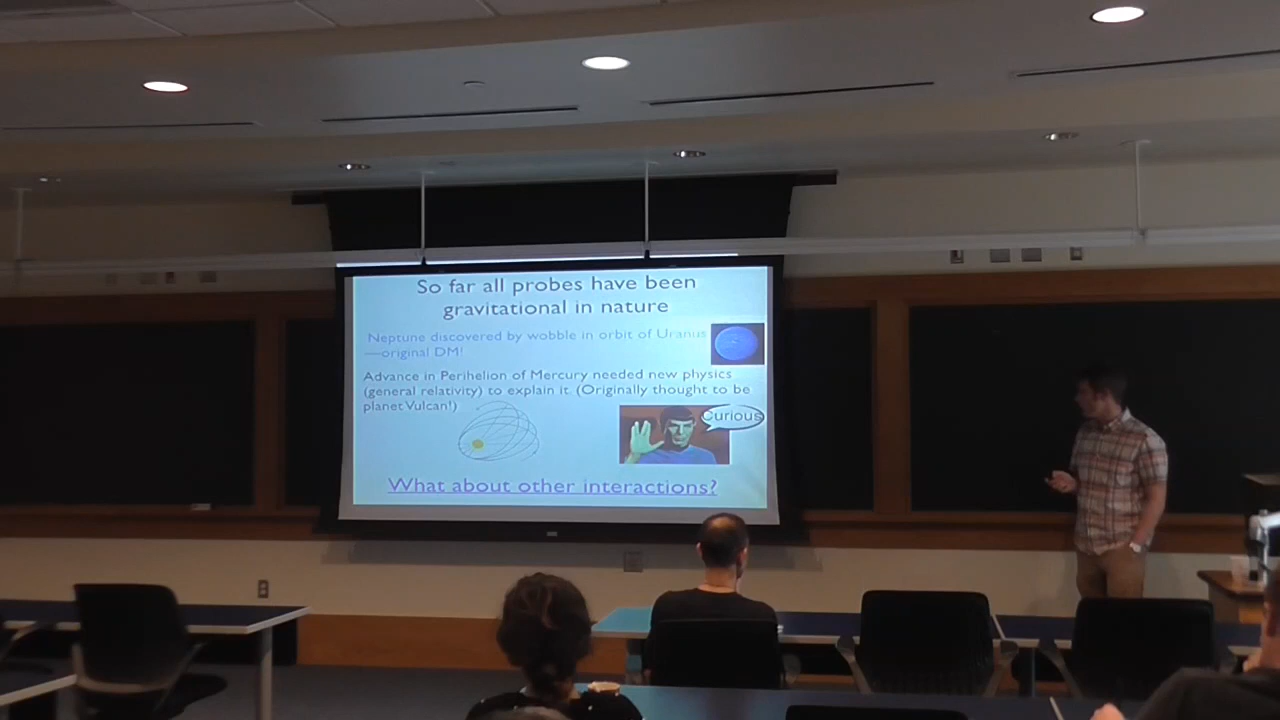 So far all probes have been
gravitational in nature
Neptune discovered by wobble in orbit of Uranus
—original DM!
Advance in Perihelion of Mercury needed new physics
(general relativity) to explain it. (Originally thought to be
planet Vulcan!)
Curious
What about other interactions?